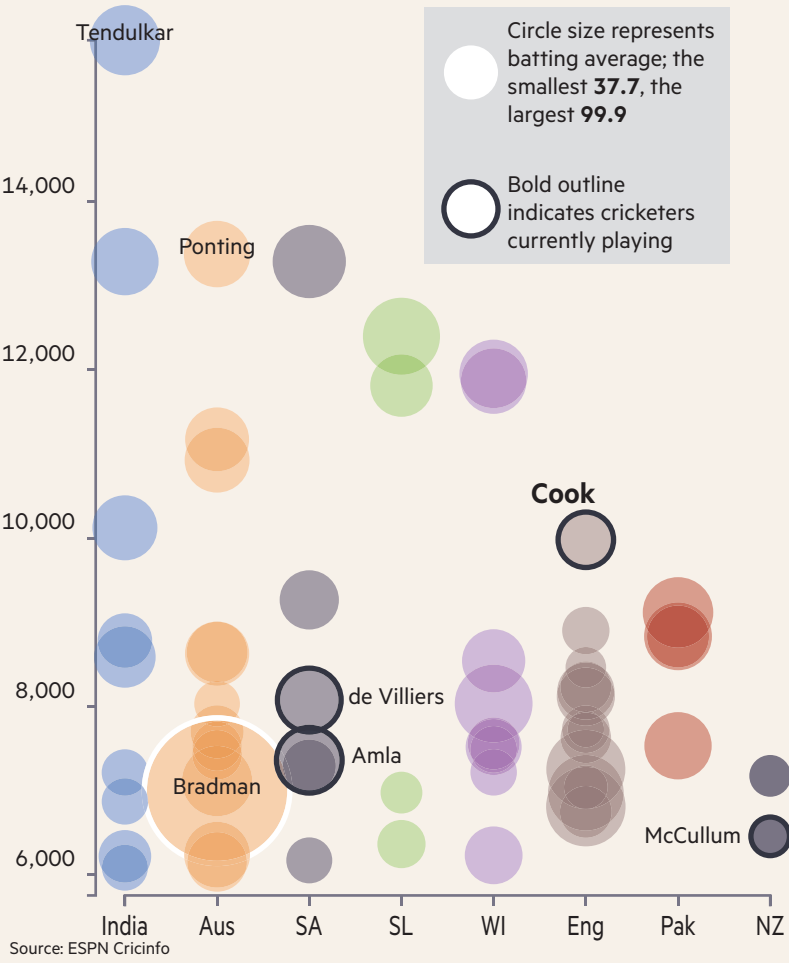 Tendulkar
Circle size represents
batting average; the
smallest 37.7, the
largest 99.9
Bold outline
indicates cricketers
currently playing
14,000
Ponting
12,000
Cook
10,000
8,000
de Villiers
Amla
Bradman
McCullum
6,000
India Aus SA SL WI Eng Pak NZ
Source: ESPN Cricinfo